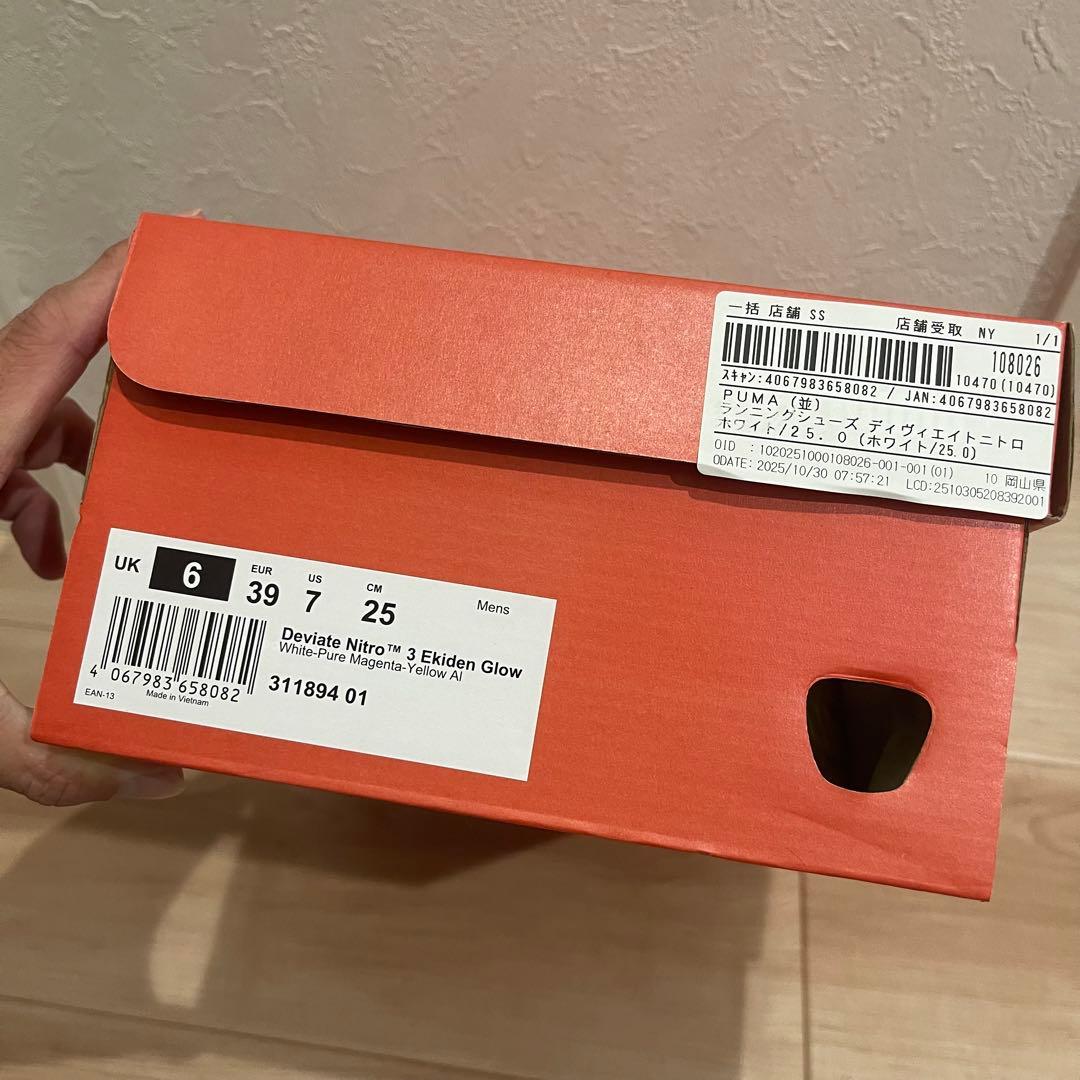 一括 店舗 SS 店舗受取 NY 1/1
108026
10470(10470)
スキャン:4067983658082 / JAN:4067983658082
PUMA (並)
ランニングシューズ ディヴィエイトニトロ
ホワイト/25.0(ホワイト/25.0)
OID :1020251000108026-001-001(01) 10 岡山県
ODATE: 2025/10/30 07:57:21 LCD:2510305208392001
UK 6 EUR 39 US 7 CM 25 Mens
Deviate Nitro™ 3 Ekiden Glow
White-Pure Magenta-Yellow Al
4 067983 658082
311894 01
EAN-13 Made in Vietnam